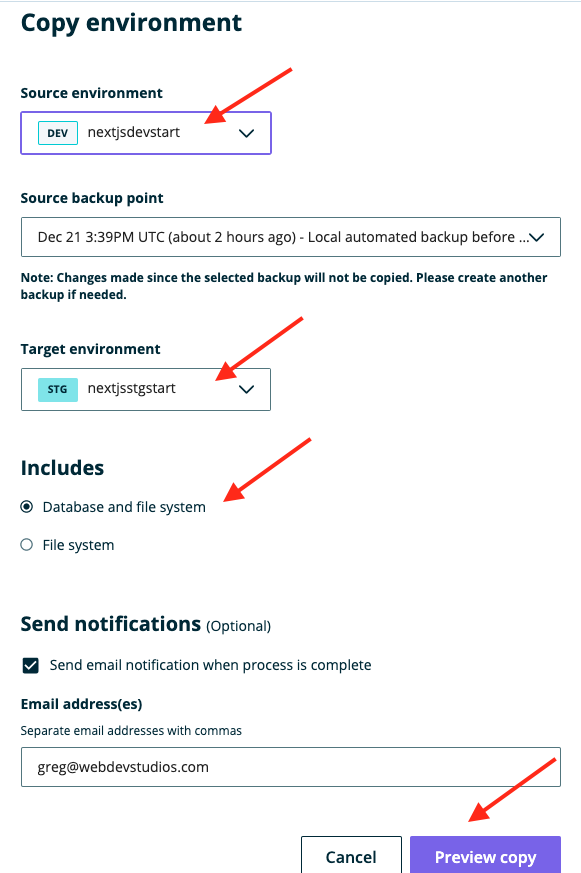 Copy environment
Source environment
DEV nextjsdevstart
Source backup point
Dec 21 3:39PM UTC (about 2 hours ago) - Local automated backup before ...
Note: Changes made since the selected backup will not be copied. Please create another
backup if needed.
Target environment
STG nextjsstgstart
Includes
Database and file system
File system
Send notifications (Optional)
Send email notification when process is complete
Email address(es)
Separate email addresses with commas
greg@webdevstudios.com
Cancel Preview copy